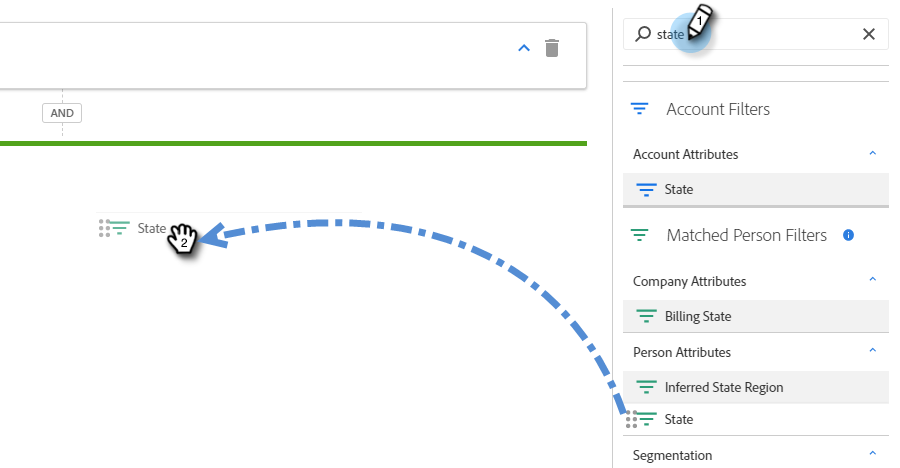 1
state
Account Filters
AND
Account Attributes
State
State
2
Matched Person Filters
Company Attributes
Billing State
Person Attributes
Inferred State Region
State
Segmentation